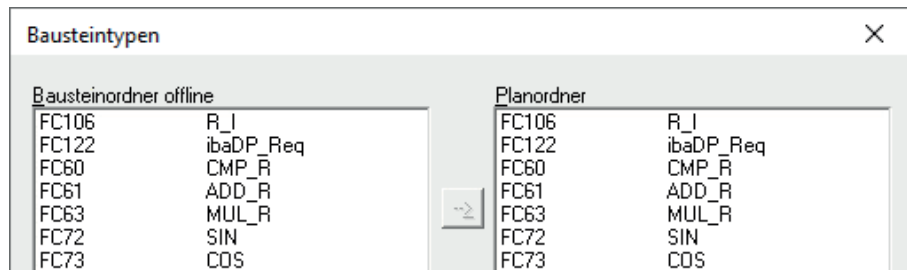 Bausteintypen
Bausteinordner offline
FC106 R_I
FC122 ibaDP_Req
FC60 CMP_R
FC61 ADD_R
FC63 MUL_R
FC72 SIN
FC73 COS
-->
Planordner
FC106 R_I
FC122 ibaDP_Req
FC60 CMP_R
FC61 ADD_R
FC63 MUL_R
FC72 SIN
FC73 COS